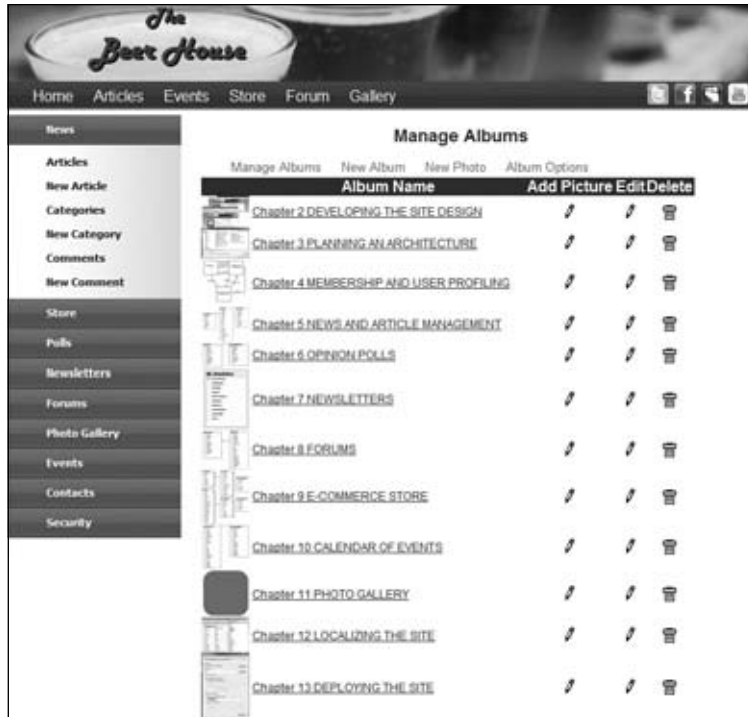 The
Beer House
Home Articles Events Store Forum Gallery
News
Articles
New Article
Categories
New Category
Comments
New Comment
Store
Polls
Newsletters
Forums
Photo Gallery
Events
Contacts
Security
Manage Albums
Manage Albums New Album New Photo Album Options
Album Name Add Picture Edit Delete
Chapter 2 DEVELOPING THE SITE DESIGN
Chapter 3 PLANNING AN ARCHITECTURE
Chapter 4 MEMBERSHIP AND USER PROFILING
Chapter 5 NEWS AND ARTICLE MANAGEMENT
Chapter 6 OPINION POLLS
Chapter 7 NEWSLETTERS
Chapter 8 FORUMS
Chapter 9 E-COMMERCE STORE
Chapter 10 CALENDAR OF EVENTS
Chapter 11 PHOTO GALLERY
Chapter 12 LOCALIZING THE SITE
Chapter 13 DEPLOYING THE SITE